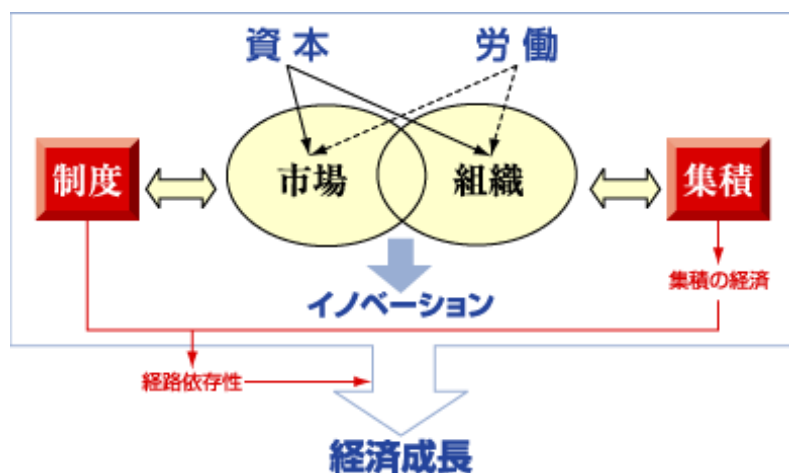 資本
労働
制度
市場
組織
集積
集積の経済
イノベーション
経路依存性
経済成長